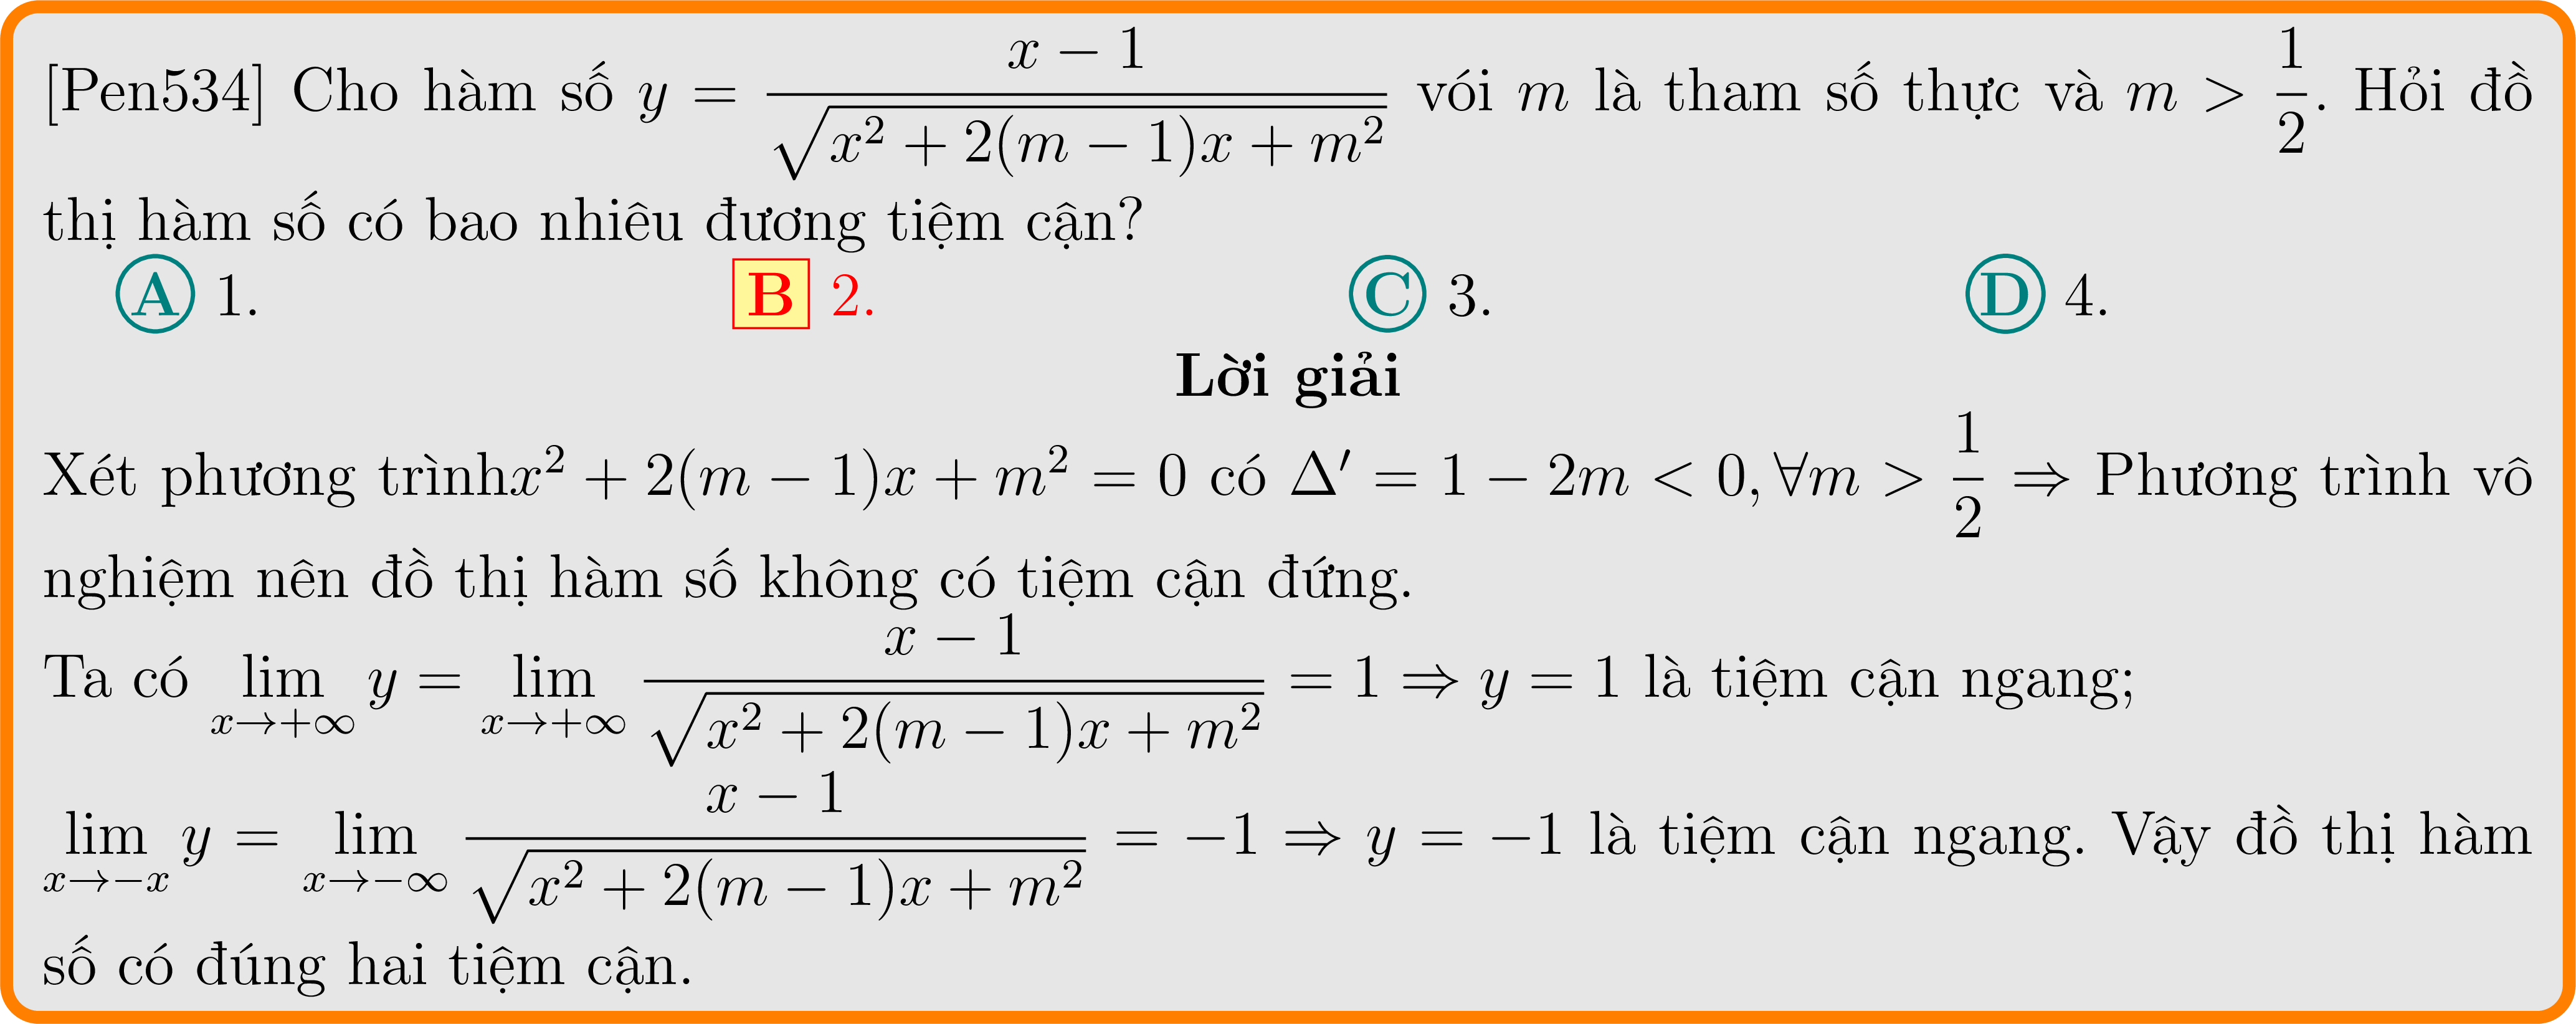 [Pen534] Cho hàm số $y = \dfrac{x-1}{\sqrt{x^2+2(m-1)x+m^2}}$ vói $m$ là tham số thực và $m > \dfrac{1}{2}$. Hỏi đồ
thị hàm số có bao nhiêu đương tiệm cận?
A 1. B 2. C 3. D 4.
Lời giải
Xét phương trình$x^2 + 2(m-1)x + m^2 = 0$ có $\Delta' = 1 - 2m < 0, \forall m > \dfrac{1}{2} \Rightarrow$ Phương trình vô
nghiệm nên đồ thị hàm số không có tiệm cận đứng.
Ta có $\lim\limits_{x \to +\infty} y = \lim\limits_{x \to +\infty} \dfrac{x-1}{\sqrt{x^2+2(m-1)x+m^2}} = 1 \Rightarrow y = 1$ là tiệm cận ngang;
$\lim\limits_{x \to -x} y = \lim\limits_{x \to -\infty} \dfrac{x-1}{\sqrt{x^2+2(m-1)x+m^2}} = -1 \Rightarrow y = -1$ là tiệm cận ngang. Vậy đồ thị hàm
số có đúng hai tiệm cận.